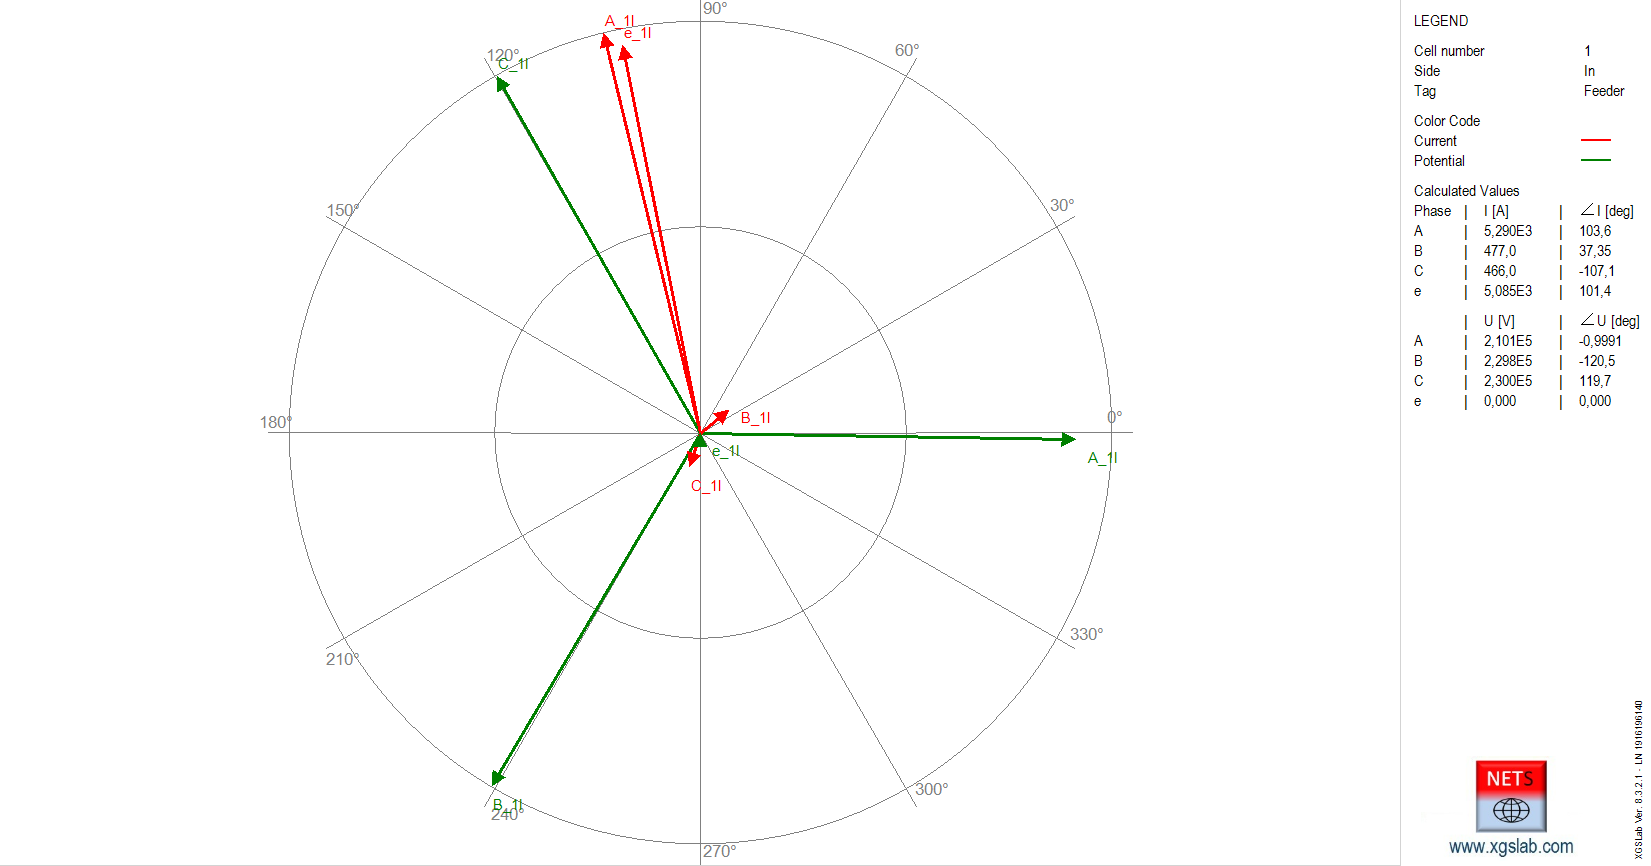 90°
A_1I
e_1I
120°
C_1I
60°
150°
30°
180°
0°
B_1I
e_1I
A_1I
C_1I
210°
330°
B_1I
240°
300°
270°
LEGEND
Cell number 1
Side In
Tag Feeder
Color Code
Current
Potential
Calculated Values
Phase | I [A] | ∠I [deg]
A | 5,290E3 | 103,6
B | 477,0 | 37,35
C | 466,0 | -107,1
e | 5,085E3 | 101,4
| U [V] | ∠U [deg]
A | 2,101E5 | -0,9991
B | 2,298E5 | -120,5
C | 2,300E5 | 119,7
e | 0,000 | 0,000
NETS
www.xgslab.com
XGSLab Ver. 8.3.2.1 - LN 1916196140